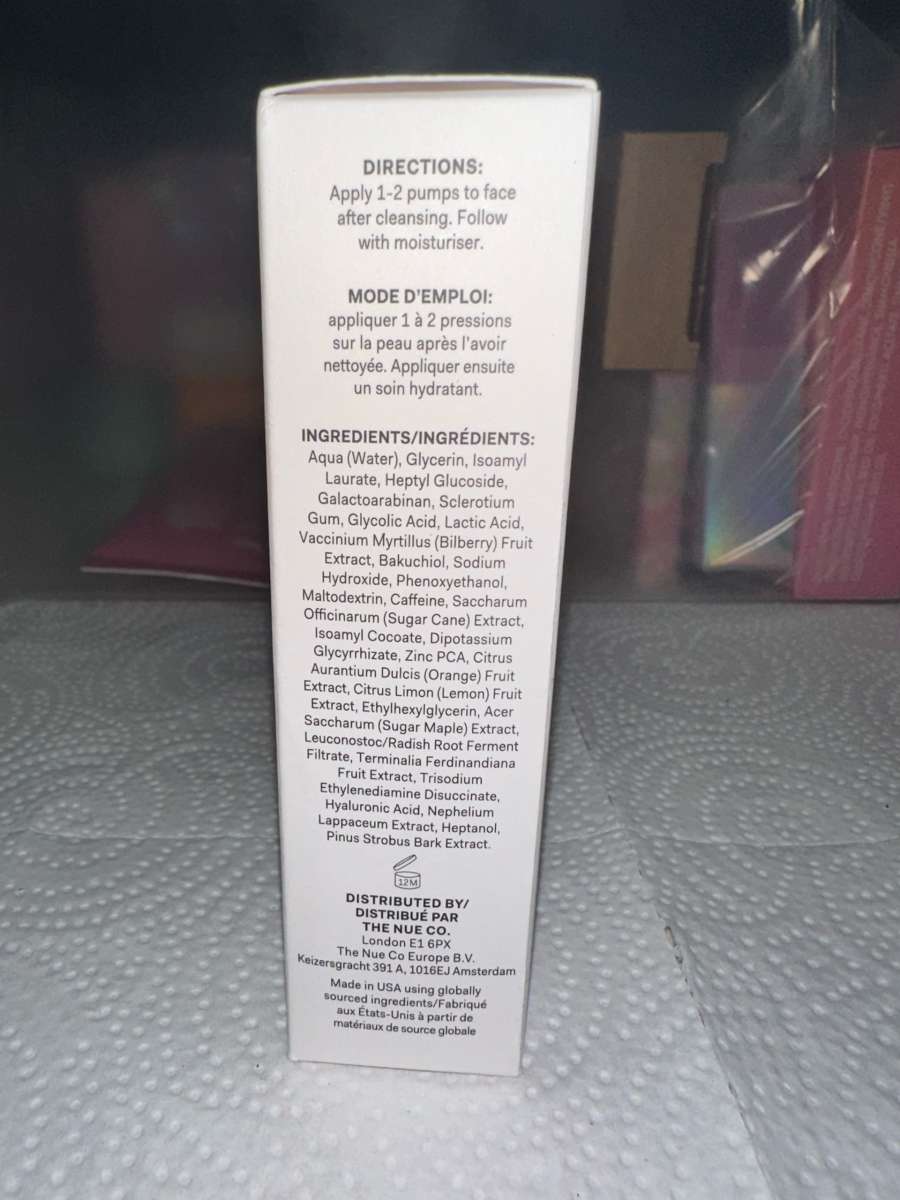 DIRECTIONS:
Apply 1-2 pumps to face
after cleansing. Follow
with moisturiser.
MODE D'EMPLOI:
appliquer 1 à 2 pressions
sur la peau après l'avoir
nettoyée. Appliquer ensuite
un soin hydratant.
INGREDIENTS/INGRÉDIENTS:
Aqua (Water), Glycerin, Isoamyl
Laurate, Heptyl Glucoside,
Galactoarabinan, Sclerotium
Gum, Glycolic Acid, Lactic Acid,
Vaccinium Myrtillus (Bilberry) Fruit
Extract, Bakuchiol, Sodium
Hydroxide, Phenoxyethanol,
Maltodextrin, Caffeine, Saccharum
Officinarum (Sugar Cane) Extract,
Isoamyl Cocoate, Dipotassium
Glycyrrhizate, Zinc PCA, Citrus
Aurantium Dulcis (Orange) Fruit
Extract, Citrus Limon (Lemon) Fruit
Extract, Ethylhexylglycerin, Acer
Saccharum (Sugar Maple) Extract,
Leuconostoc/Radish Root Ferment
Filtrate, Terminalia Ferdinandiana
Fruit Extract, Trisodium
Ethylenediamine Disuccinate,
Hyaluronic Acid, Nephelium
Lappaceum Extract, Heptanol,
Pinus Strobus Bark Extract.
12M
DISTRIBUTED BY/
DISTRIBUÉ PAR
THE NUE CO.
London E1 6PX
The Nue Co Europe B.V.
Keizersgracht 391 A, 1016EJ Amsterdam
Made in USA using globally
sourced ingredients/Fabriqué
aux États-Unis à partir de
matériaux de source globale